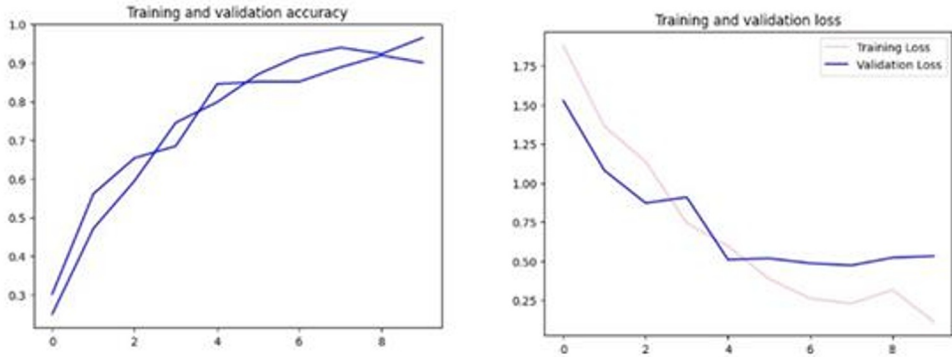 Training and validation accuracy
1.0
0.9
0.8
0.7
0.6
0.5
0.4
0.3
0 2 4 6 8
Training and validation loss
Training Loss
Validation Loss
1.75
1.50
1.25
1.00
0.75
0.50
0.25
0 2 4 6 8